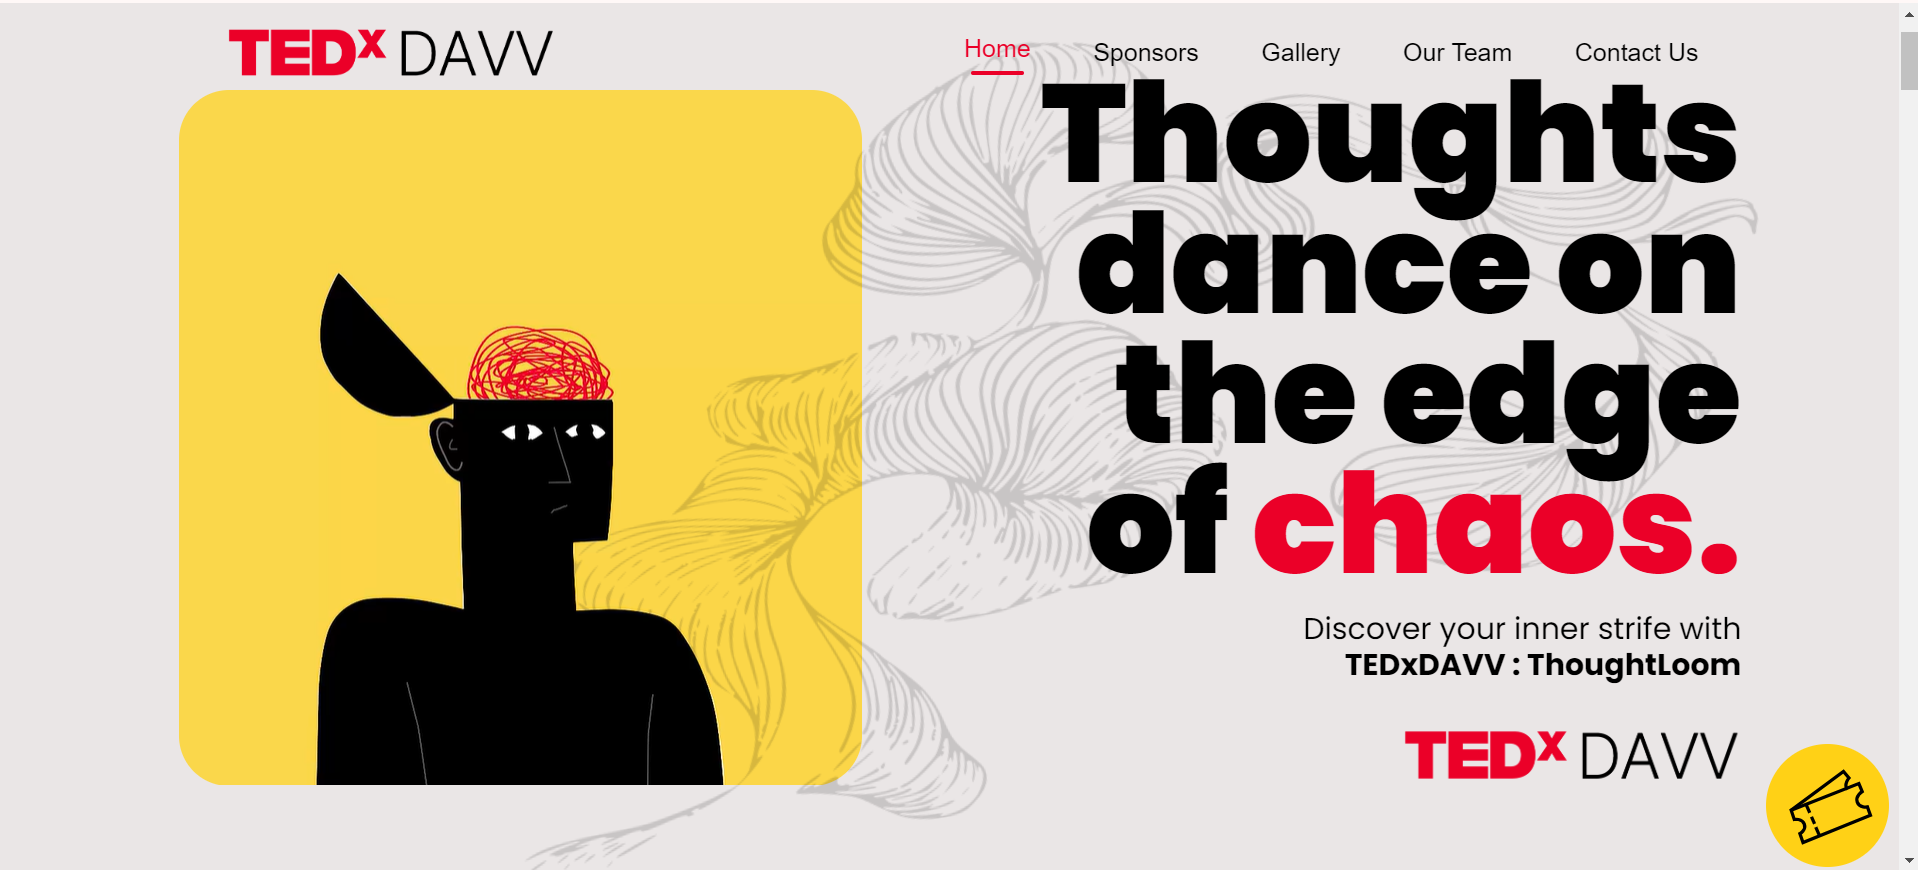 TEDx DAVV
Home Sponsors Gallery Our Team Contact Us
Thoughts
dance on
the edge
of chaos.
Discover your inner strife with
TEDxDAVV : ThoughtLoom
TEDx DAVV